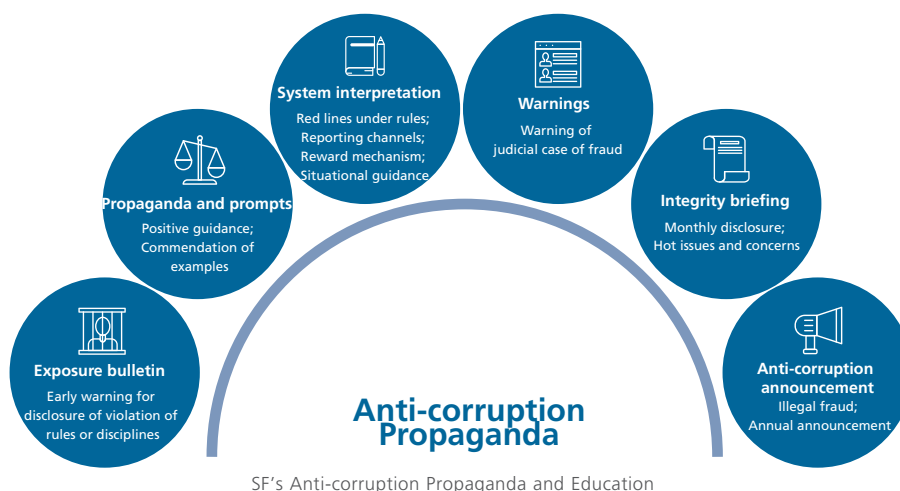 System interpretation
Red lines under rules;
Reporting channels;
Reward mechanism;
Situational guidance
Warnings
Warning of
judicial case of fraud
Propaganda and prompts
Positive guidance;
Commendation of
examples
Integrity briefing
Monthly disclosure;
Hot issues and concerns
Exposure bulletin
Early warning for
disclosure of violation of
rules or disciplines
Anti-corruption
announcement
Illegal fraud;
Annual announcement
Anti-corruption
Propaganda
SF's Anti-corruption Propaganda and Education